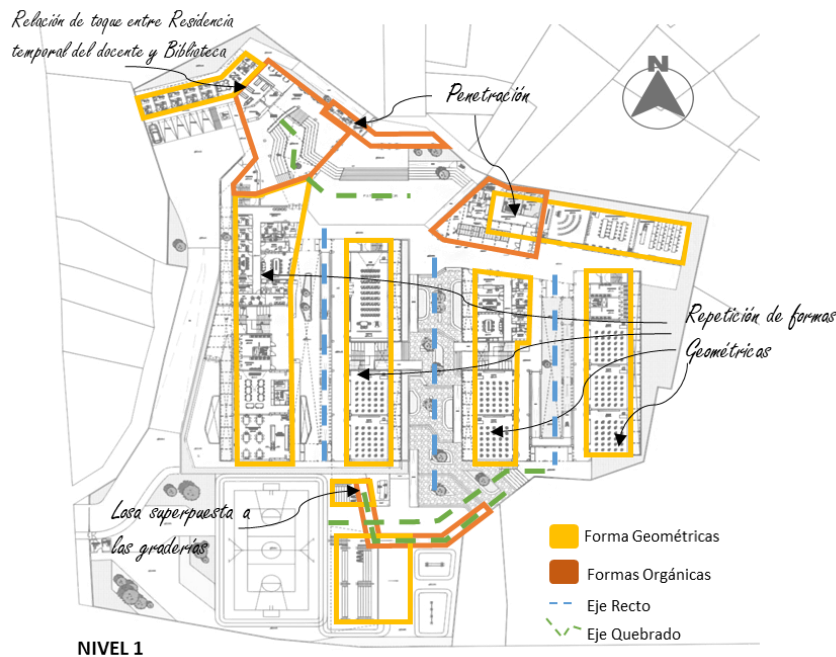 Relación de toque entre Residencia
temporal del docente y Biblioteca
N
Penetración
Repetición de formas
Geométricas
Losa superpuesta a
las graderías
Forma Geométricas
Formas Orgánicas
Eje Recto
Eje Quebrado
NIVEL 1